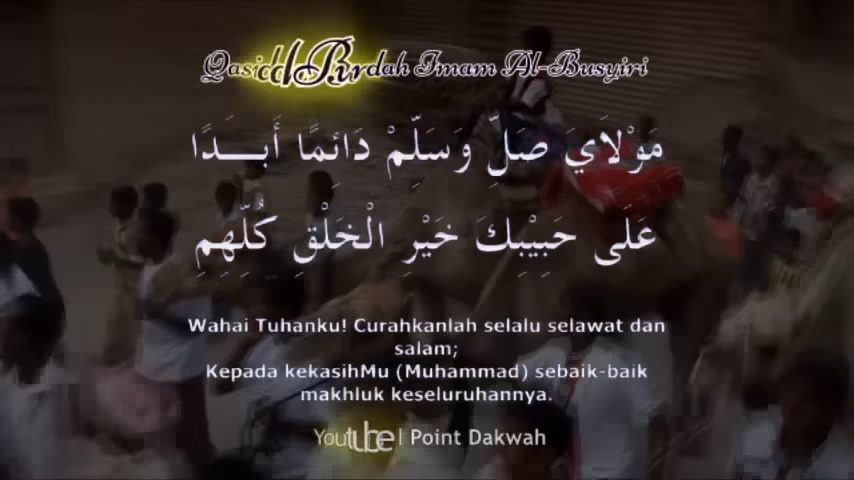 Qasidah Burdah Imam Al-Busyiri
مَوْلَايَ صَلِّ وَسَلِّمْ دَائِمًا أَبَـــدًا
عَلَى حَبِيْبِكَ خَيْرِ الْخَلْقِ كُلِّهِمِ
Wahai Tuhanku! Curahkanlah selalu selawat dan
salam;
Kepada kekasihMu (Muhammad) sebaik-baik
makhluk keseluruhannya.
Youtube | Point Dakwah